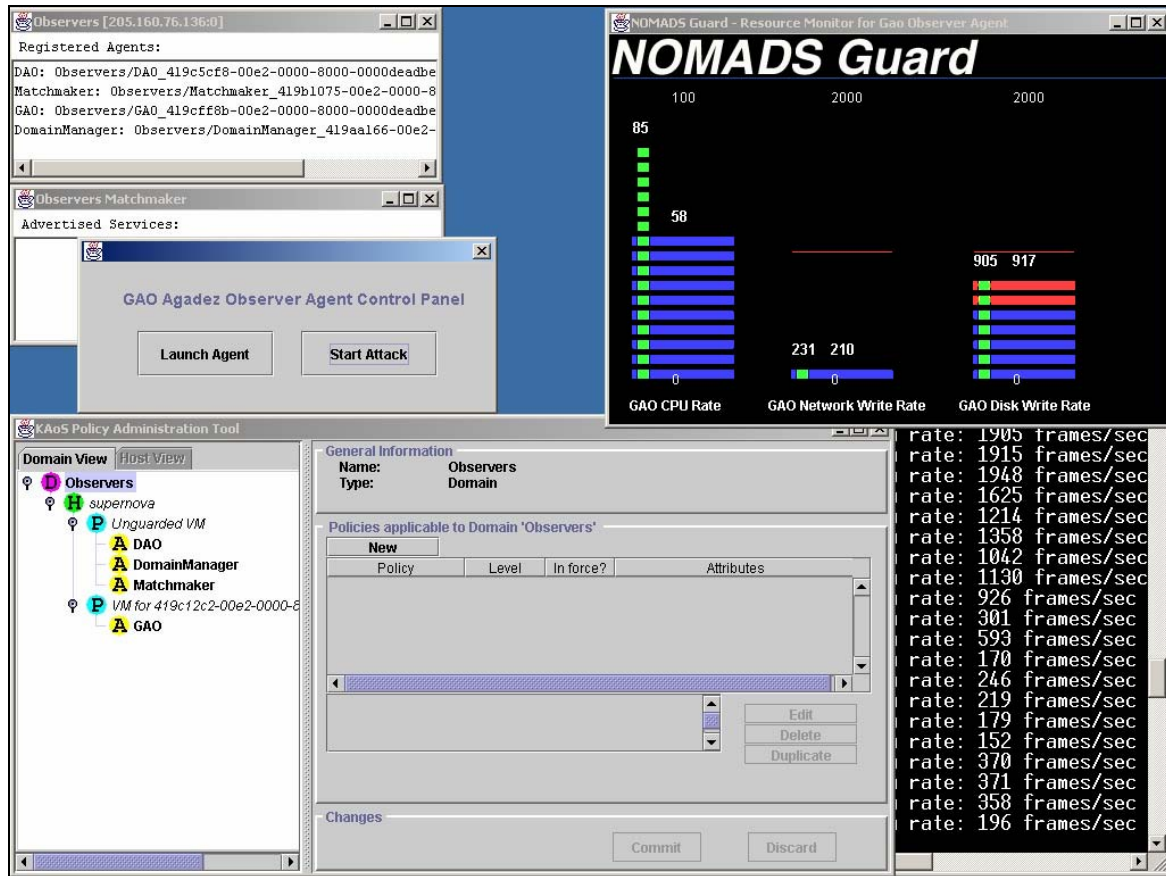 Observers [205.160.76.136:0]
Registered Agents:
DAO: Observers/DAO_419c5cf8-00e2-0000-8000-0000deadbe
Matchmaker: Observers/Matchmaker_419b1075-00e2-0000-8
GAO: Observers/GAO_419cff8b-00e2-0000-8000-0000deadbe
DomainManager: Observers/DomainManager_419aa166-00e2-
Observers Matchmaker
Advertised Services:
GAO Agadez Observer Agent Control Panel
Launch Agent Start Attack
NOMADS Guard - Resource Monitor for Gao Observer Agent
NOMADS Guard
100 2000 2000
85
58
905 917
231 210
0 0 0
GAO CPU Rate GAO Network Write Rate GAO Disk Write Rate
KAoS Policy Administration Tool
Domain View Host View
D Observers
H supernova
P Unguarded VM
A DAO
A DomainManager
A Matchmaker
P VM for 419c12c2-00e2-0000-8
A GAO
General Information
Name: Observers
Type: Domain
Policies applicable to Domain 'Observers'
New
Policy Level In force? Attributes
Edit
Delete
Duplicate
Changes
Commit Discard
rate: 1905 frames/sec
rate: 1915 frames/sec
rate: 1948 frames/sec
rate: 1625 frames/sec
rate: 1214 frames/sec
rate: 1358 frames/sec
rate: 1042 frames/sec
rate: 1130 frames/sec
rate: 926 frames/sec
rate: 301 frames/sec
rate: 593 frames/sec
rate: 170 frames/sec
rate: 246 frames/sec
rate: 219 frames/sec
rate: 179 frames/sec
rate: 152 frames/sec
rate: 370 frames/sec
rate: 371 frames/sec
rate: 358 frames/sec
rate: 196 frames/sec